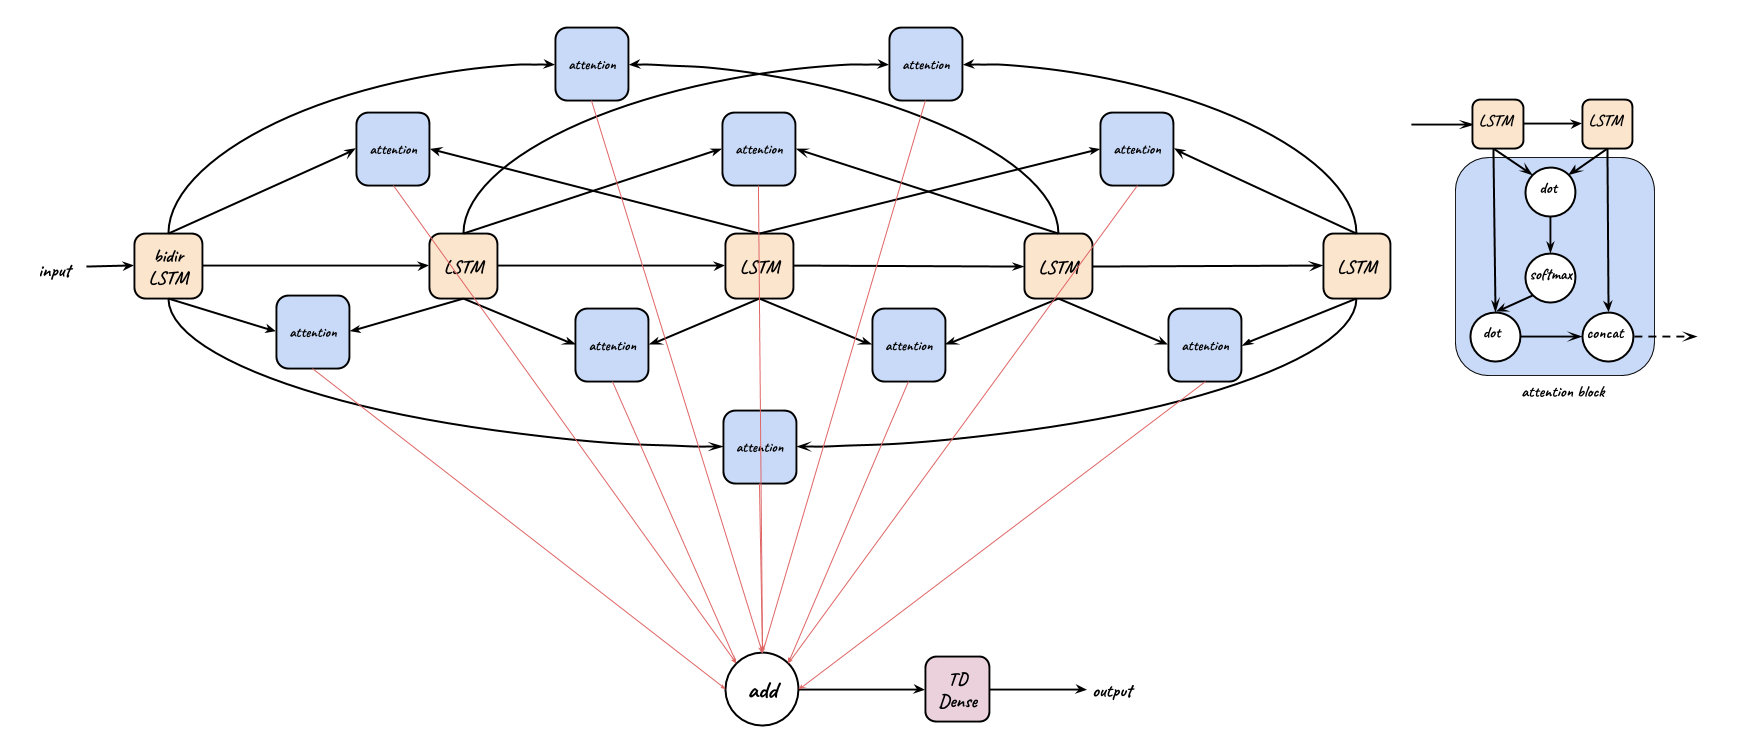 attention
attention
attention
attention
attention
input
bidir
LSTM
LSTM
LSTM
LSTM
LSTM
attention
attention
attention
attention
attention
add
TD
Dense
output
LSTM
LSTM
dot
softmax
dot
concat
attention block